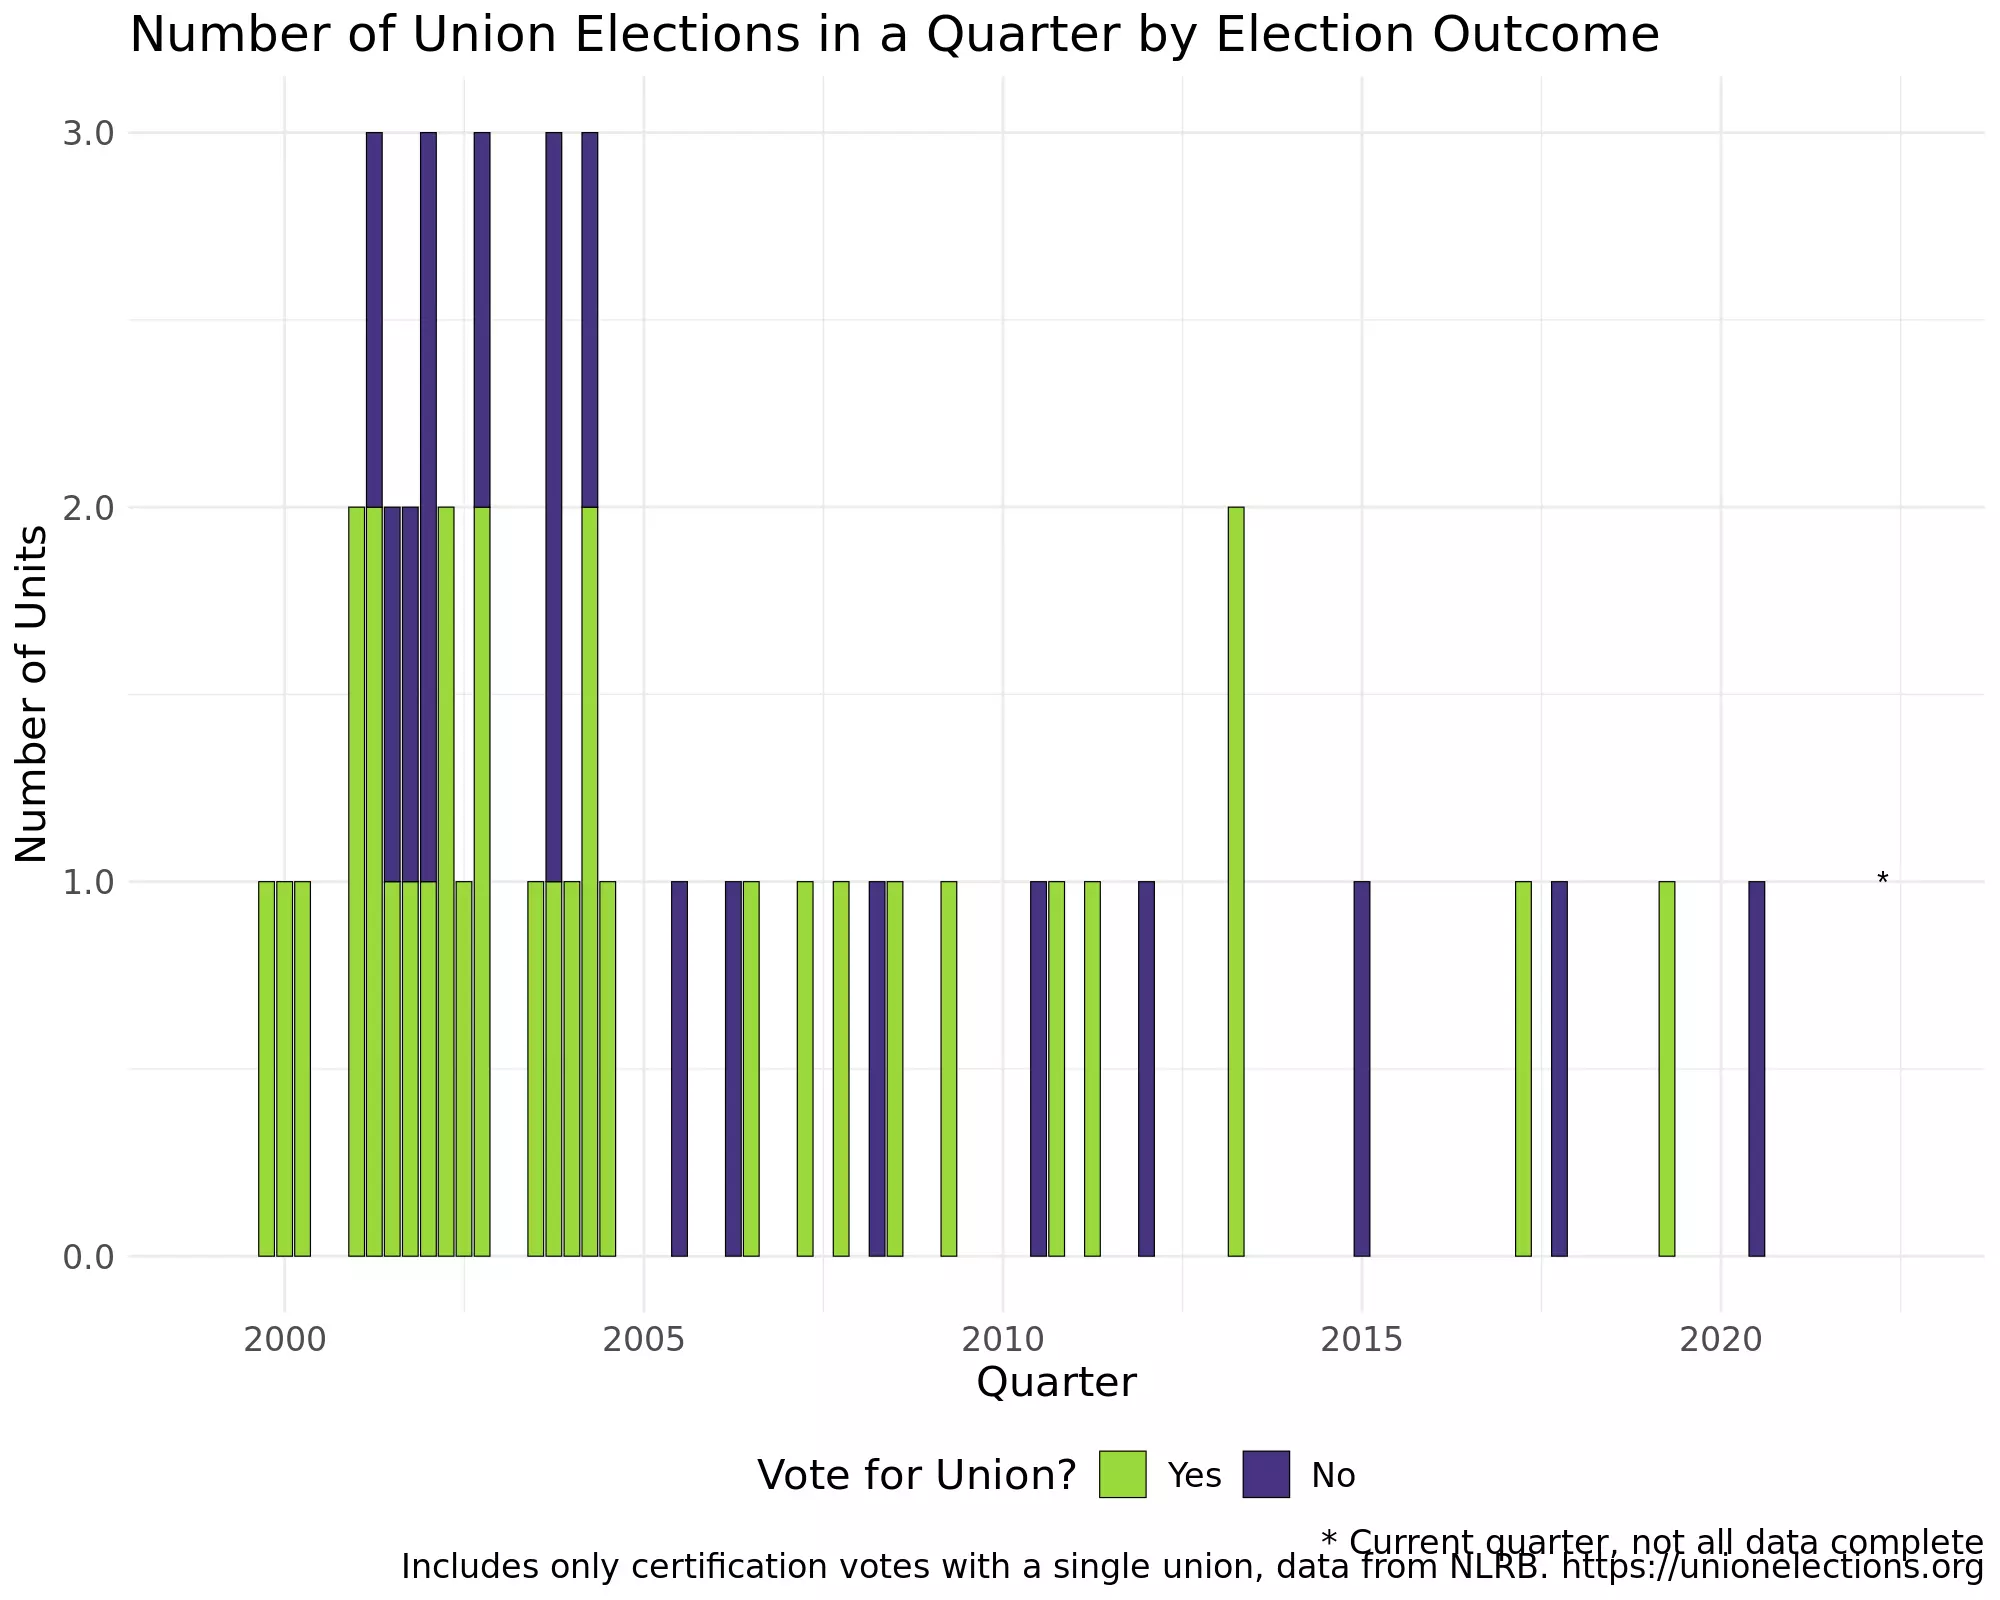 Number of Union Elections in a Quarter by Election Outcome
3.0
2.0
1.0
0.0
Number of Units
*
2000 2005 2010 2015 2020
Quarter
Vote for Union? Yes No
* Current quarter, not all data complete
Includes only certification votes with a single union, data from NLRB. https://unionelections.org